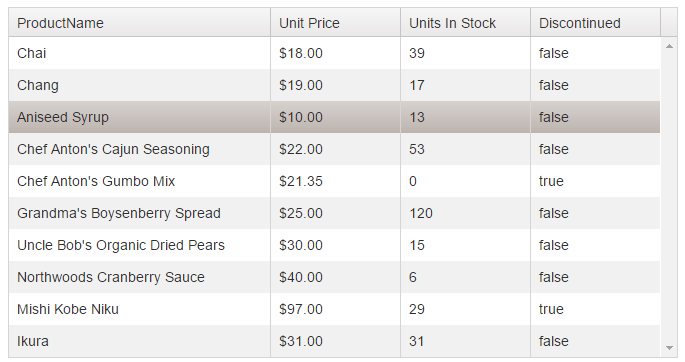 ProductName Unit Price Units In Stock Discontinued
Chai $18.00 39 false
Chang $19.00 17 false
Aniseed Syrup $10.00 13 false
Chef Anton's Cajun Seasoning $22.00 53 false
Chef Anton's Gumbo Mix $21.35 0 true
Grandma's Boysenberry Spread $25.00 120 false
Uncle Bob's Organic Dried Pears $30.00 15 false
Northwoods Cranberry Sauce $40.00 6 false
Mishi Kobe Niku $97.00 29 true
Ikura $31.00 31 false